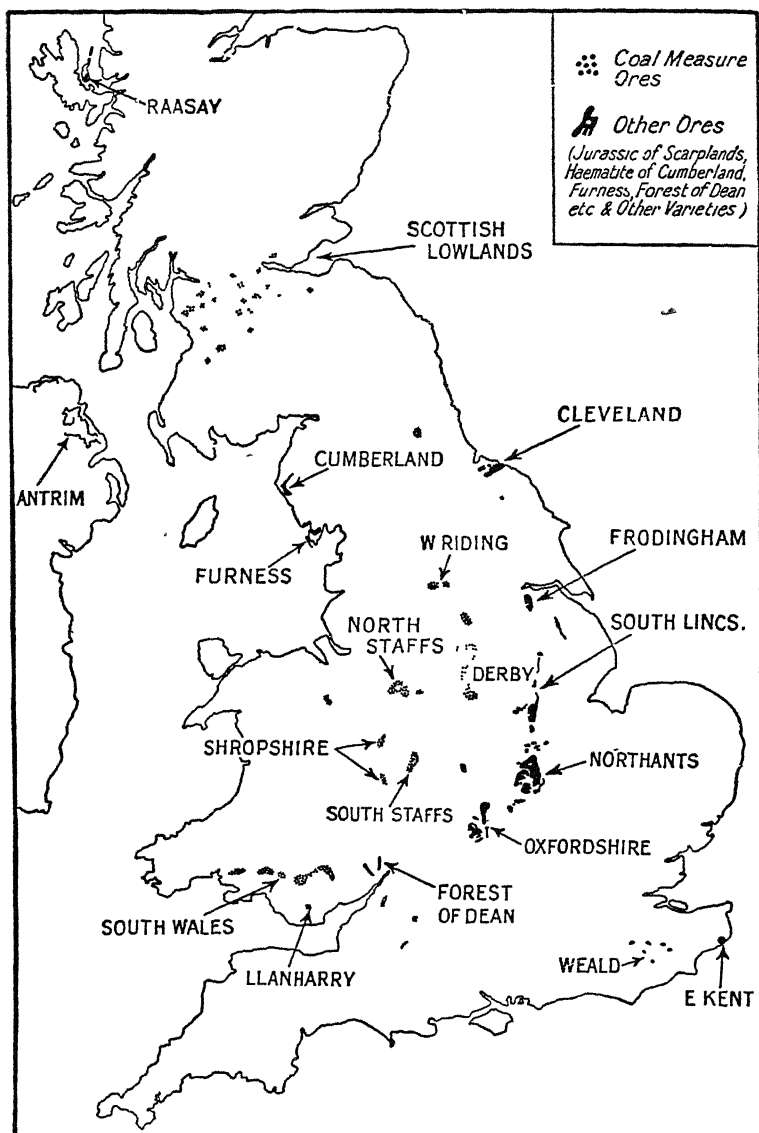 Coal Measure
Ores
Other Ores
(Jurassic of Scarplands,
Haematite of Cumberland,
Furness, Forest of Dean
etc & Other Varieties)
RAASAY
SCOTTISH
LOWLANDS
CLEVELAND
CUMBERLAND
ANTRIM
FURNESS
W RIDING
FRODINGHAM
SOUTH LINCS.
NORTH
STAFFS
DERBY
SHROPSHIRE
NORTHANTS
SOUTH STAFFS
OXFORDSHIRE
SOUTH WALES
FOREST
OF DEAN
LLANHARRY
WEALD
E KENT